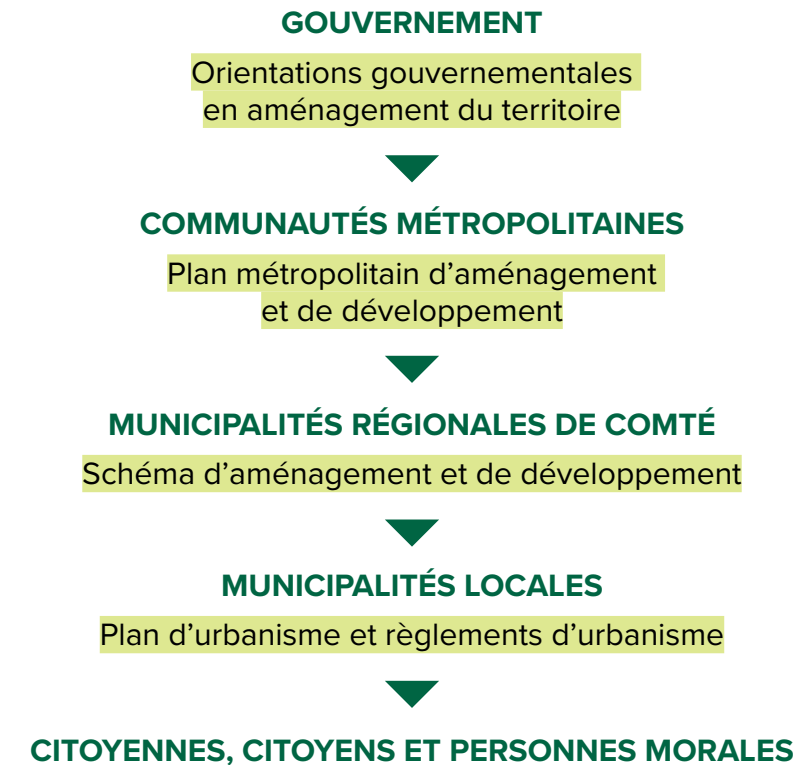 GOUVERNEMENT
Orientations gouvernementales
en aménagement du territoire
COMMUNAUTÉS MÉTROPOLITAINES
Plan métropolitain d’aménagement
et de développement
MUNICIPALITÉS RÉGIONALES DE COMTÉ
Schéma d’aménagement et de développement
MUNICIPALITÉS LOCALES
Plan d’urbanisme et règlements d’urbanisme
CITOYENNES, CITOYENS ET PERSONNES MORALES